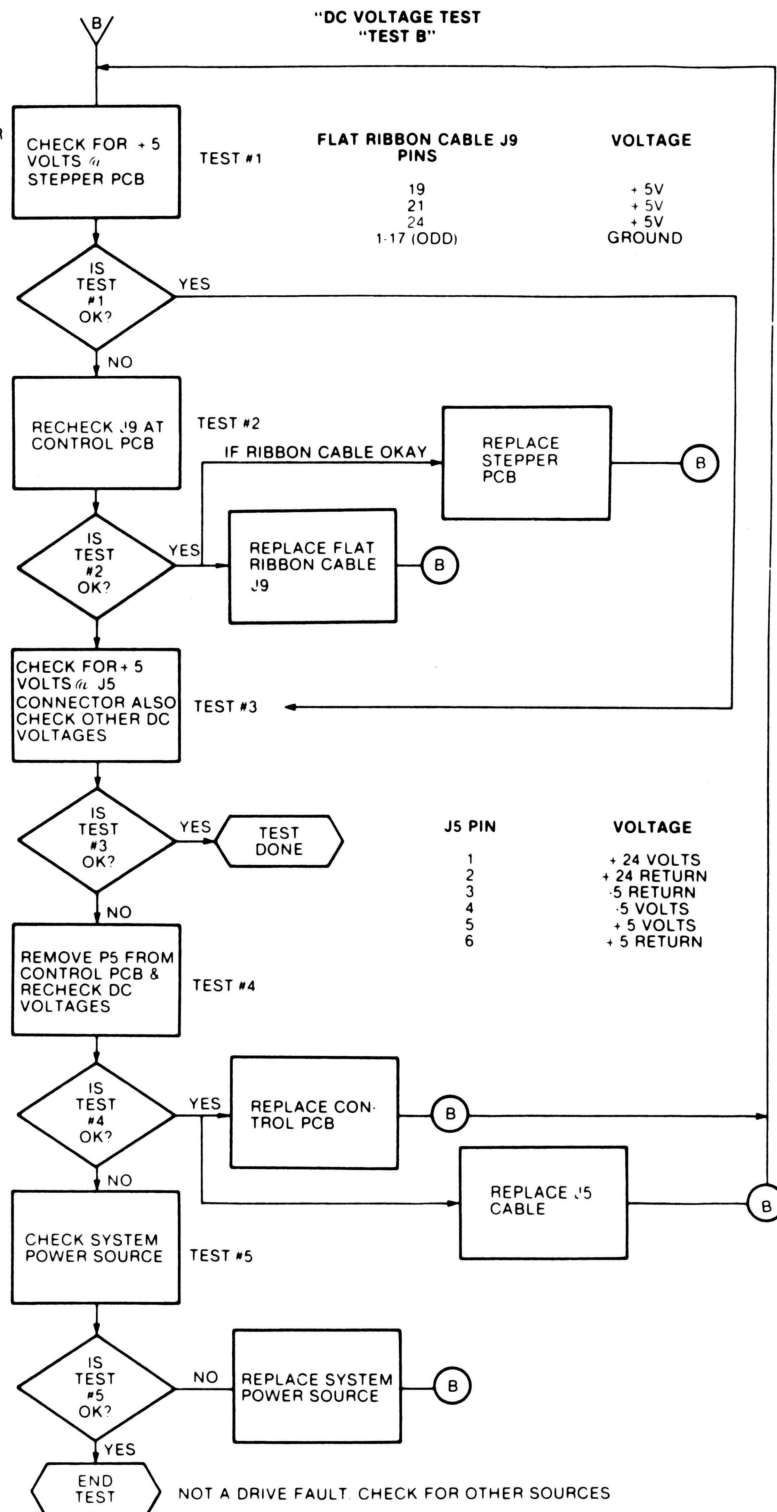 "DC VOLTAGE TEST
"TEST B"
B
R
CHECK FOR + 5
VOLTS @
STEPPER PCB
TEST #1
FLAT RIBBON CABLE J9
PINS
VOLTAGE
19 + 5V
21 + 5V
24 + 5V
1-17 (ODD) GROUND
IS
TEST
#1
OK?
YES
NO
RECHECK J9 AT
CONTROL PCB
TEST #2
IF RIBBON CABLE OKAY
REPLACE
STEPPER
PCB
B
IS
TEST
#2
OK?
YES
REPLACE FLAT
RIBBON CABLE
J9
B
CHECK FOR + 5
VOLTS @ J5
CONNECTOR ALSO
CHECK OTHER DC
VOLTAGES
TEST #3
IS
TEST
#3
OK?
YES
TEST
DONE
NO
J5 PIN VOLTAGE
1 + 24 VOLTS
2 + 24 RETURN
3 -5 RETURN
4 -5 VOLTS
5 + 5 VOLTS
6 + 5 RETURN
REMOVE P5 FROM
CONTROL PCB &
RECHECK DC
VOLTAGES
TEST #4
IS
TEST
#4
OK?
YES
REPLACE CON-
TROL PCB
B
NO
REPLACE J5
CABLE
B
CHECK SYSTEM
POWER SOURCE
TEST #5
IS
TEST
#5
OK?
NO
REPLACE SYSTEM
POWER SOURCE
B
YES
END
TEST
NOT A DRIVE FAULT. CHECK FOR OTHER SOURCES